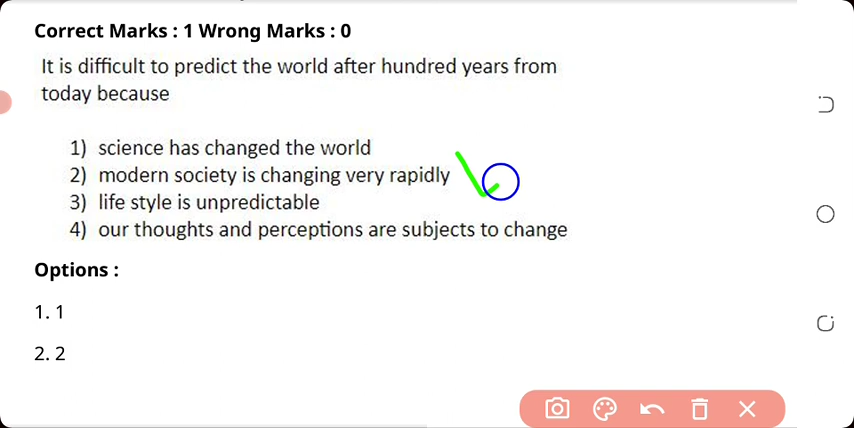 Correct Marks : 1 Wrong Marks : 0
It is difficult to predict the world after hundred years from
today because
1) science has changed the world
2) modern society is changing very rapidly
3) life style is unpredictable
4) our thoughts and perceptions are subjects to change
Options :
1. 1
2. 2